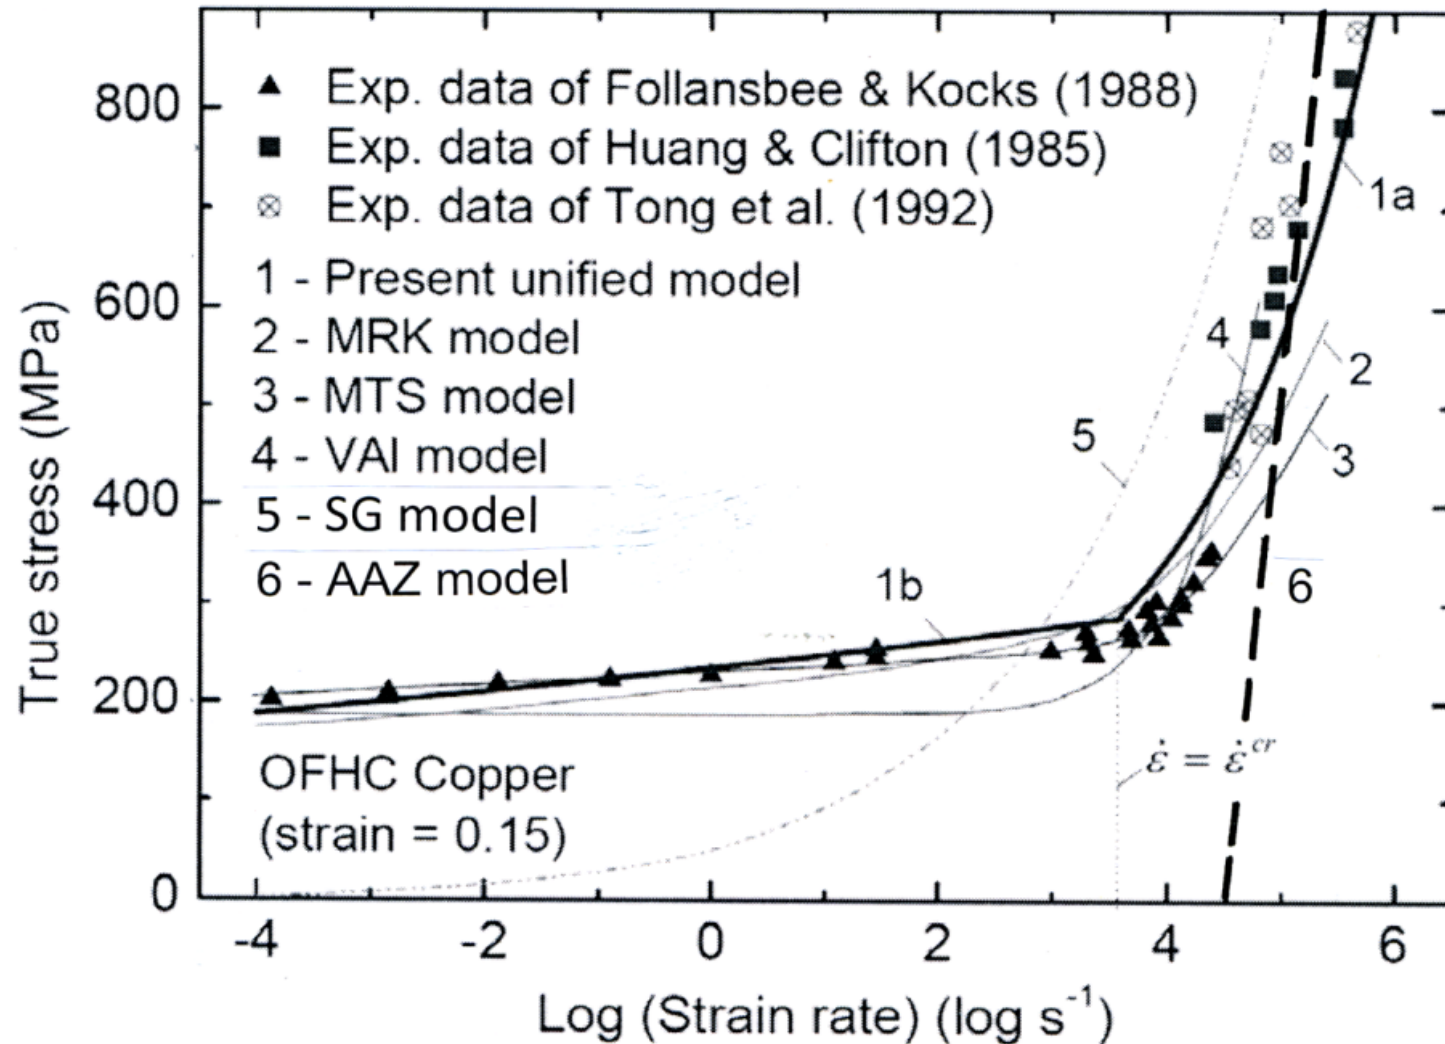 800
600
400
200
0
True stress (MPa)
Exp. data of Follansbee & Kocks (1988)
Exp. data of Huang & Clifton (1985)
Exp. data of Tong et al. (1992)
1 - Present unified model
2 - MRK model
3 - MTS model
4 - VAI model
5 - SG model
6 - AAZ model
1a
4
2
5
3
1b
6
ε̇ = ε̇^cr
OFHC Copper
(strain = 0.15)
-4 -2 0 2 4 6
Log (Strain rate) (log s⁻¹)